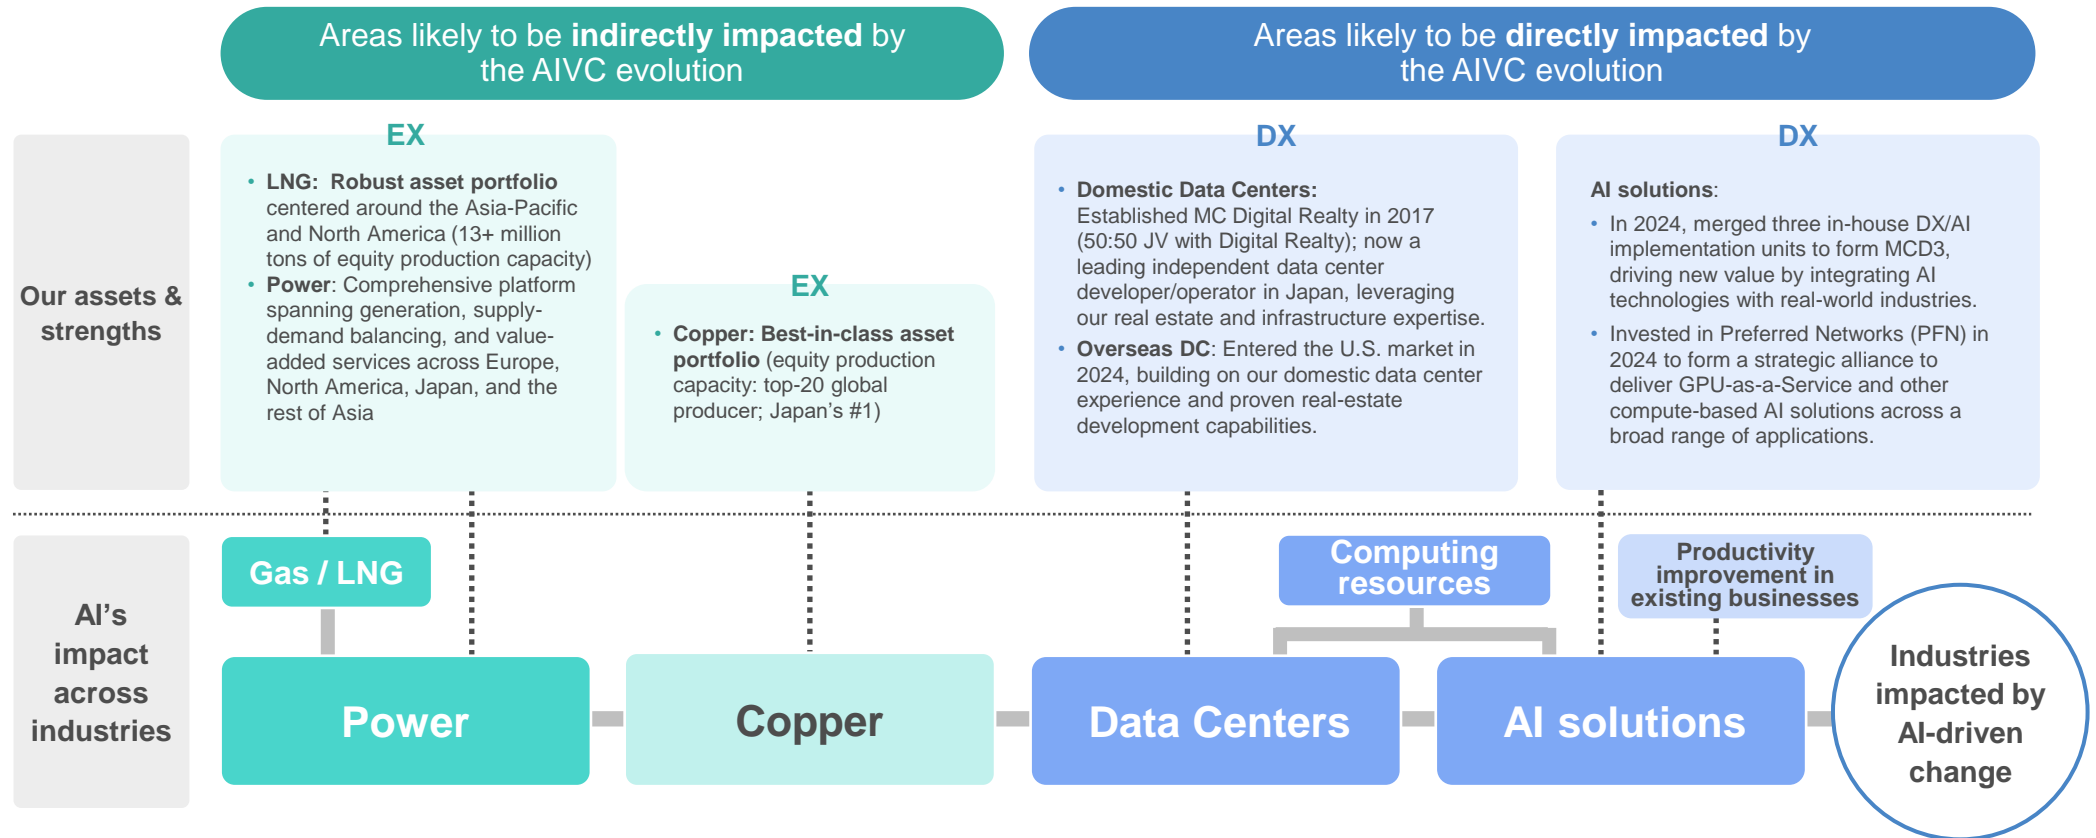 Areas likely to be indirectly impacted by
the AIVC evolution
Areas likely to be directly impacted by
the AIVC evolution
Our assets &
strengths
EX
• LNG: Robust asset portfolio
centered around the Asia-Pacific
and North America (13+ million
tons of equity production capacity)
• Power: Comprehensive platform
spanning generation, supply-
demand balancing, and value-
added services across Europe,
North America, Japan, and the
rest of Asia
EX
• Copper: Best-in-class asset
portfolio (equity production
capacity: top-20 global
producer; Japan's #1)
DX
• Domestic Data Centers:
Established MC Digital Realty in 2017
(50:50 JV with Digital Realty); now a
leading independent data center
developer/operator in Japan, leveraging
our real estate and infrastructure expertise.
• Overseas DC: Entered the U.S. market in
2024, building on our domestic data center
experience and proven real-estate
development capabilities.
DX
AI solutions:
• In 2024, merged three in-house DX/AI
implementation units to form MCD3,
driving new value by integrating AI
technologies with real-world industries.
• Invested in Preferred Networks (PFN) in
2024 to form a strategic alliance to
deliver GPU-as-a-Service and other
compute-based AI solutions across a
broad range of applications.
AI's
impact
across
industries
Gas / LNG
Power
Copper
Computing
resources
Data Centers
AI solutions
Productivity
improvement in
existing businesses
Industries
impacted by
AI-driven
change